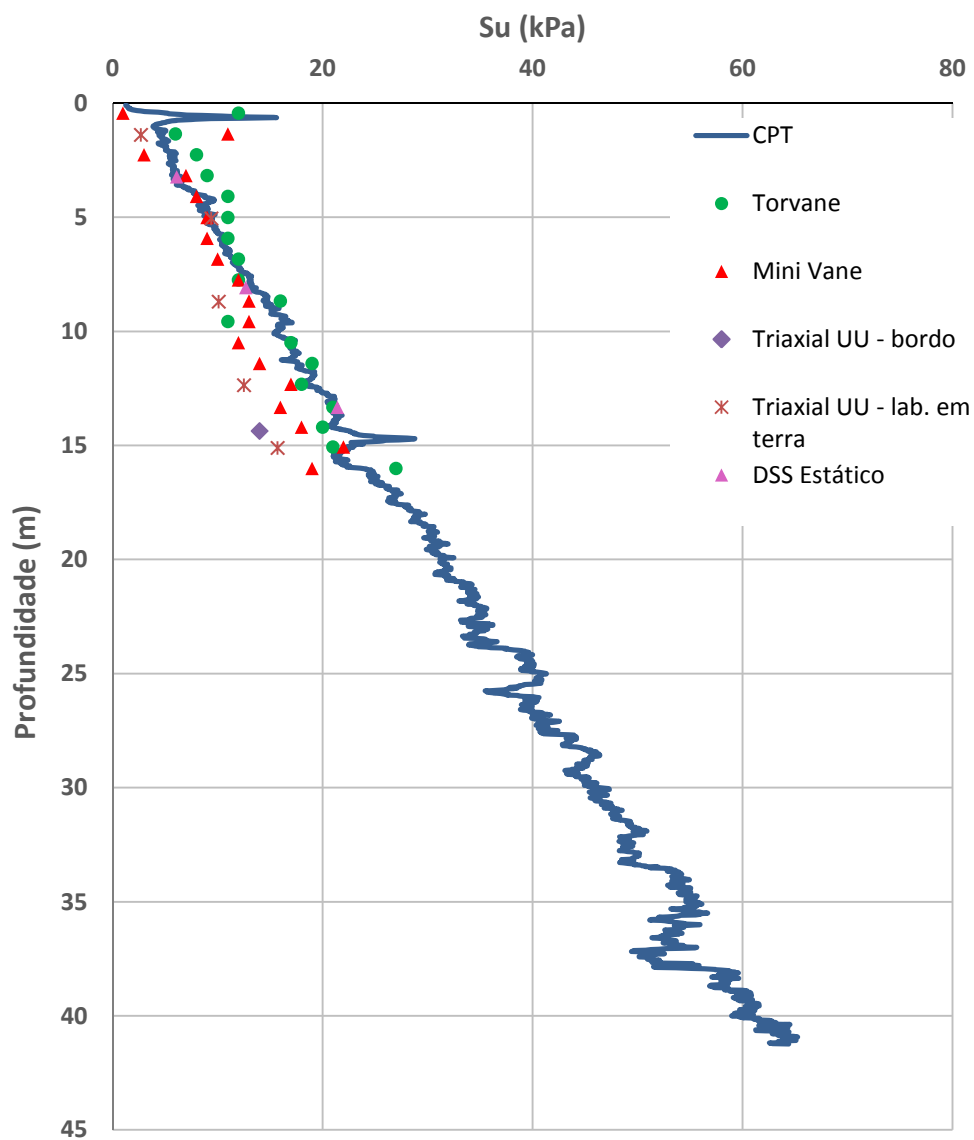 Su (kPa)
0 20 40 60 80
0
5
10
15
20
25
30
35
40
45
Profundidade (m)
CPT
Torvane
Mini Vane
Triaxial UU - bordo
Triaxial UU - lab. em
terra
DSS Estático